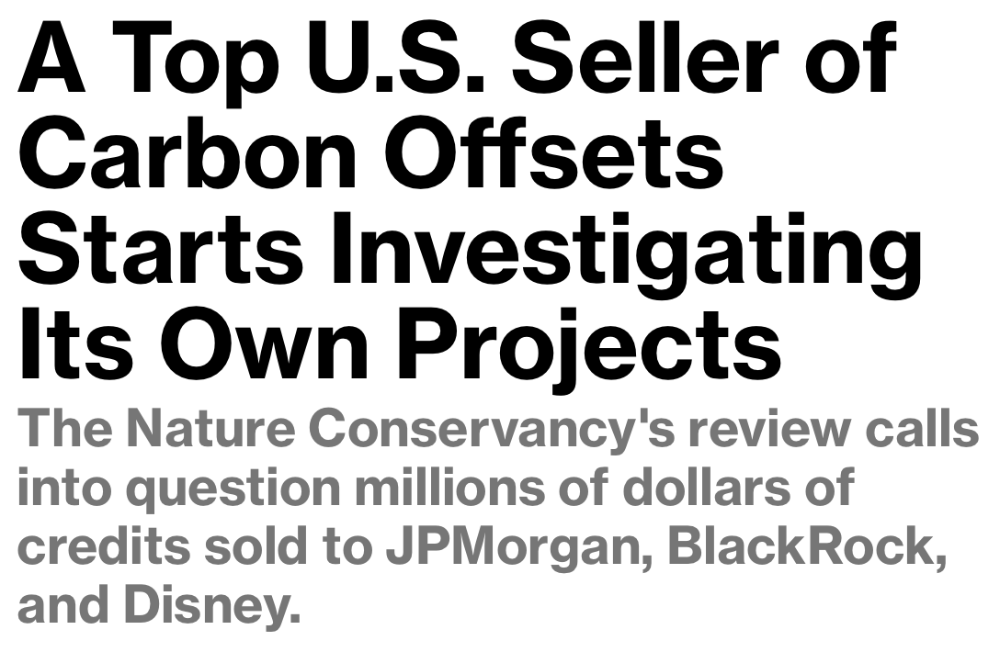 A Top U.S. Seller of
Carbon Offsets
Starts Investigating
Its Own Projects
The Nature Conservancy's review calls
into question millions of dollars of
credits sold to JPMorgan, BlackRock,
and Disney.